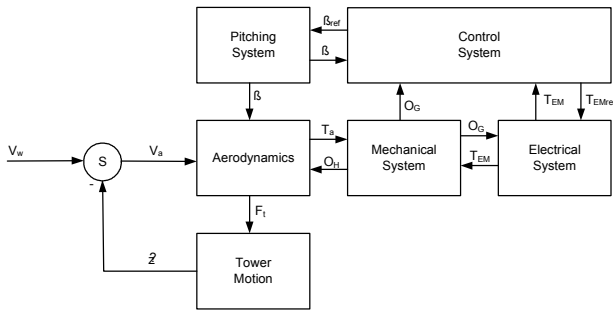 Pitching
System
ßref
ß
Control
System
ß
OG
TEM
TEMre
Vw
S
-
Va
Aerodynamics
Ta
OH
Mechanical
System
OG
TEM
Electrical
System
Ft
Tower
Motion